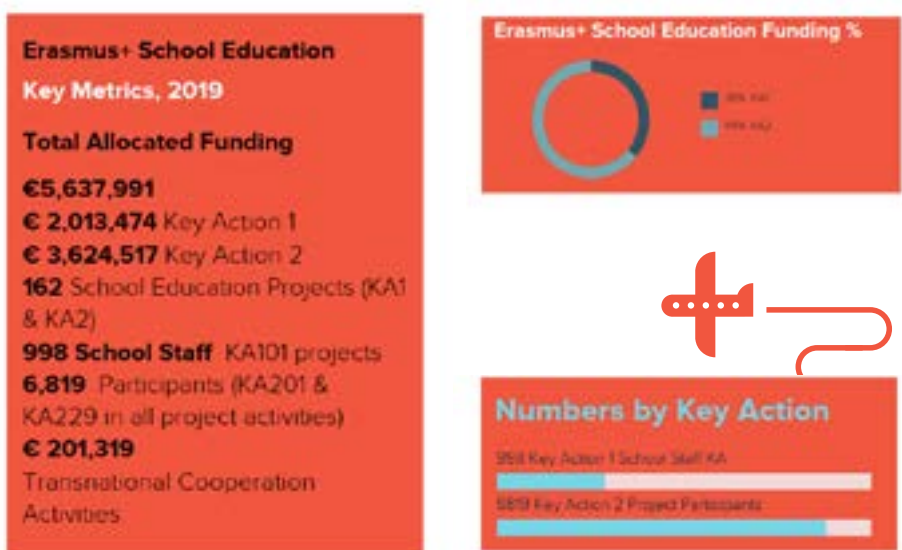 Erasmus+ School Education
Key Metrics, 2019
Total Allocated Funding
€5,637,991
€ 2,013,474 Key Action 1
€ 3,624,517 Key Action 2
162 School Education Projects (KA1
& KA2)
998 School Staff KA101 projects
6,819 Participants (KA201 &
KA229 in all project activities)
€ 201,319
Transnational Cooperation
Activities
Erasmus+ School Education Funding %
KA1
KA2
Numbers by Key Action
Key Action 1 School Staff KA
6819 Key Action 2 Project Participants